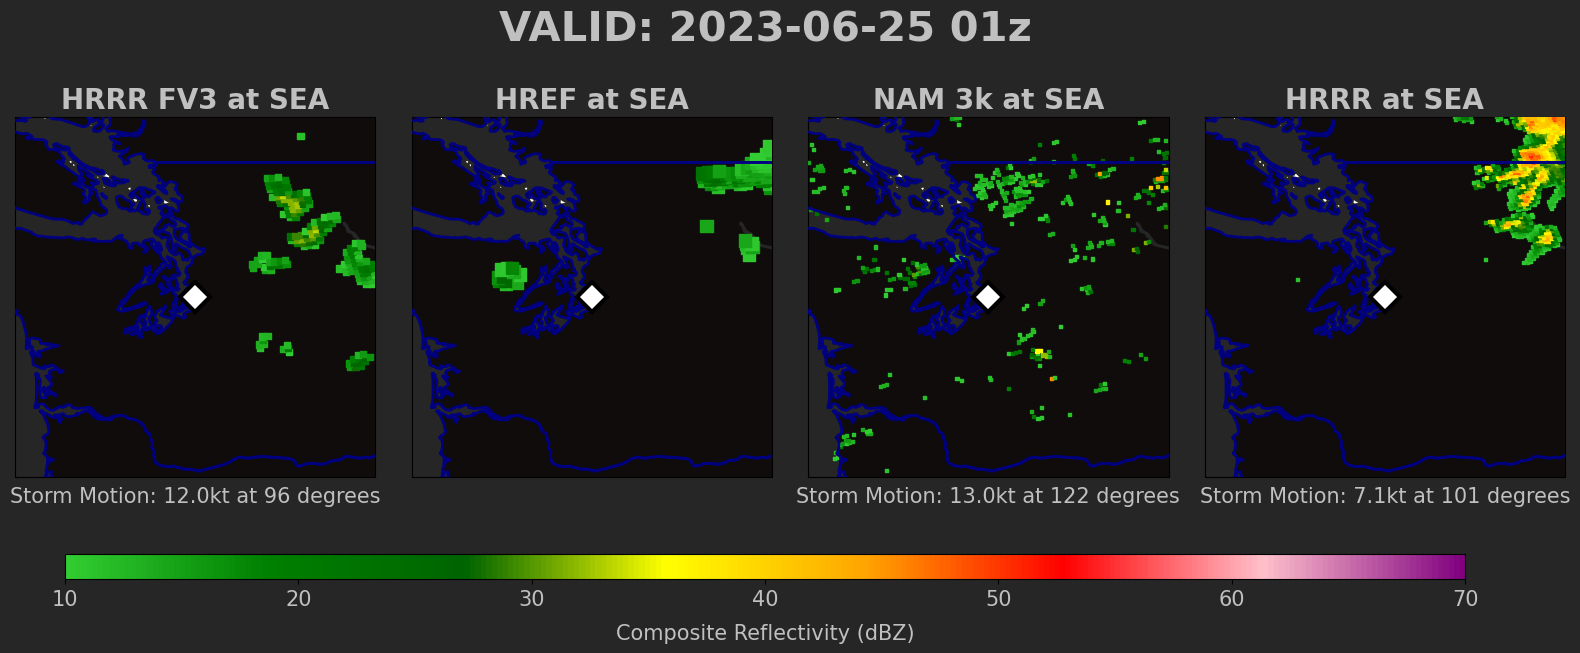 VALID: 2023-06-25 01z
HRRR FV3 at SEA
HREF at SEA
NAM 3k at SEA
HRRR at SEA
Storm Motion: 12.0kt at 96 degrees
Storm Motion: 13.0kt at 122 degrees
Storm Motion: 7.1kt at 101 degrees
10 20 30 40 50 60 70
Composite Reflectivity (dBZ)